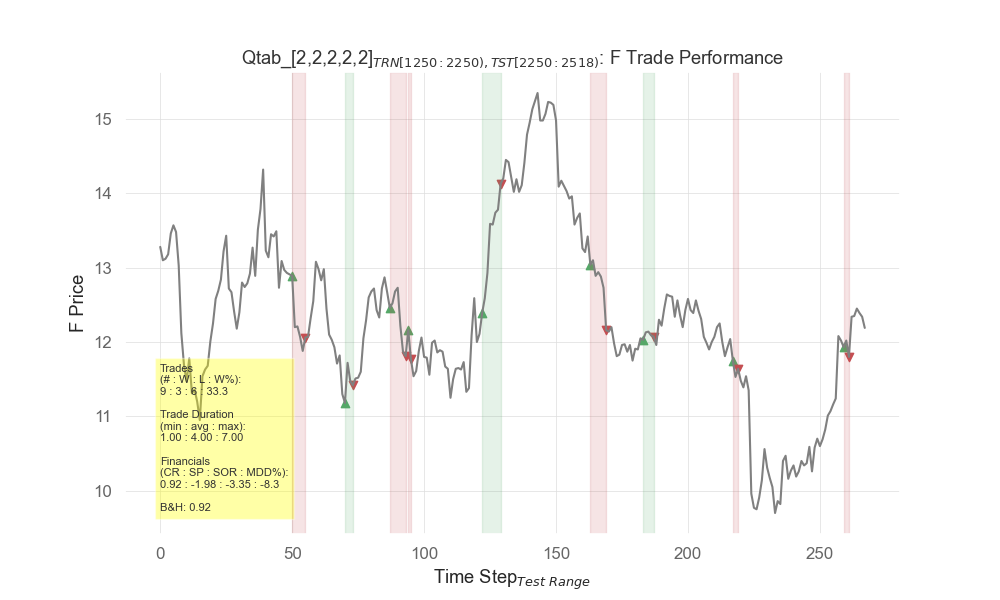 Qtab_[2,2,2,2,2]TRN[1250:2250),TST[2250:2518): F Trade Performance
15
14
13
12
11
10
F Price
Trades
(# : W : L : W%):
9 : 3 : 6 : 33.3
Trade Duration
(min : avg : max):
1.00 : 4.00 : 7.00
Financials
(CR : SP : SOR : MDD%):
0.92 : -1.98 : -3.35 : -8.3
B&H: 0.92
0 50 100 150 200 250
Time StepTest Range